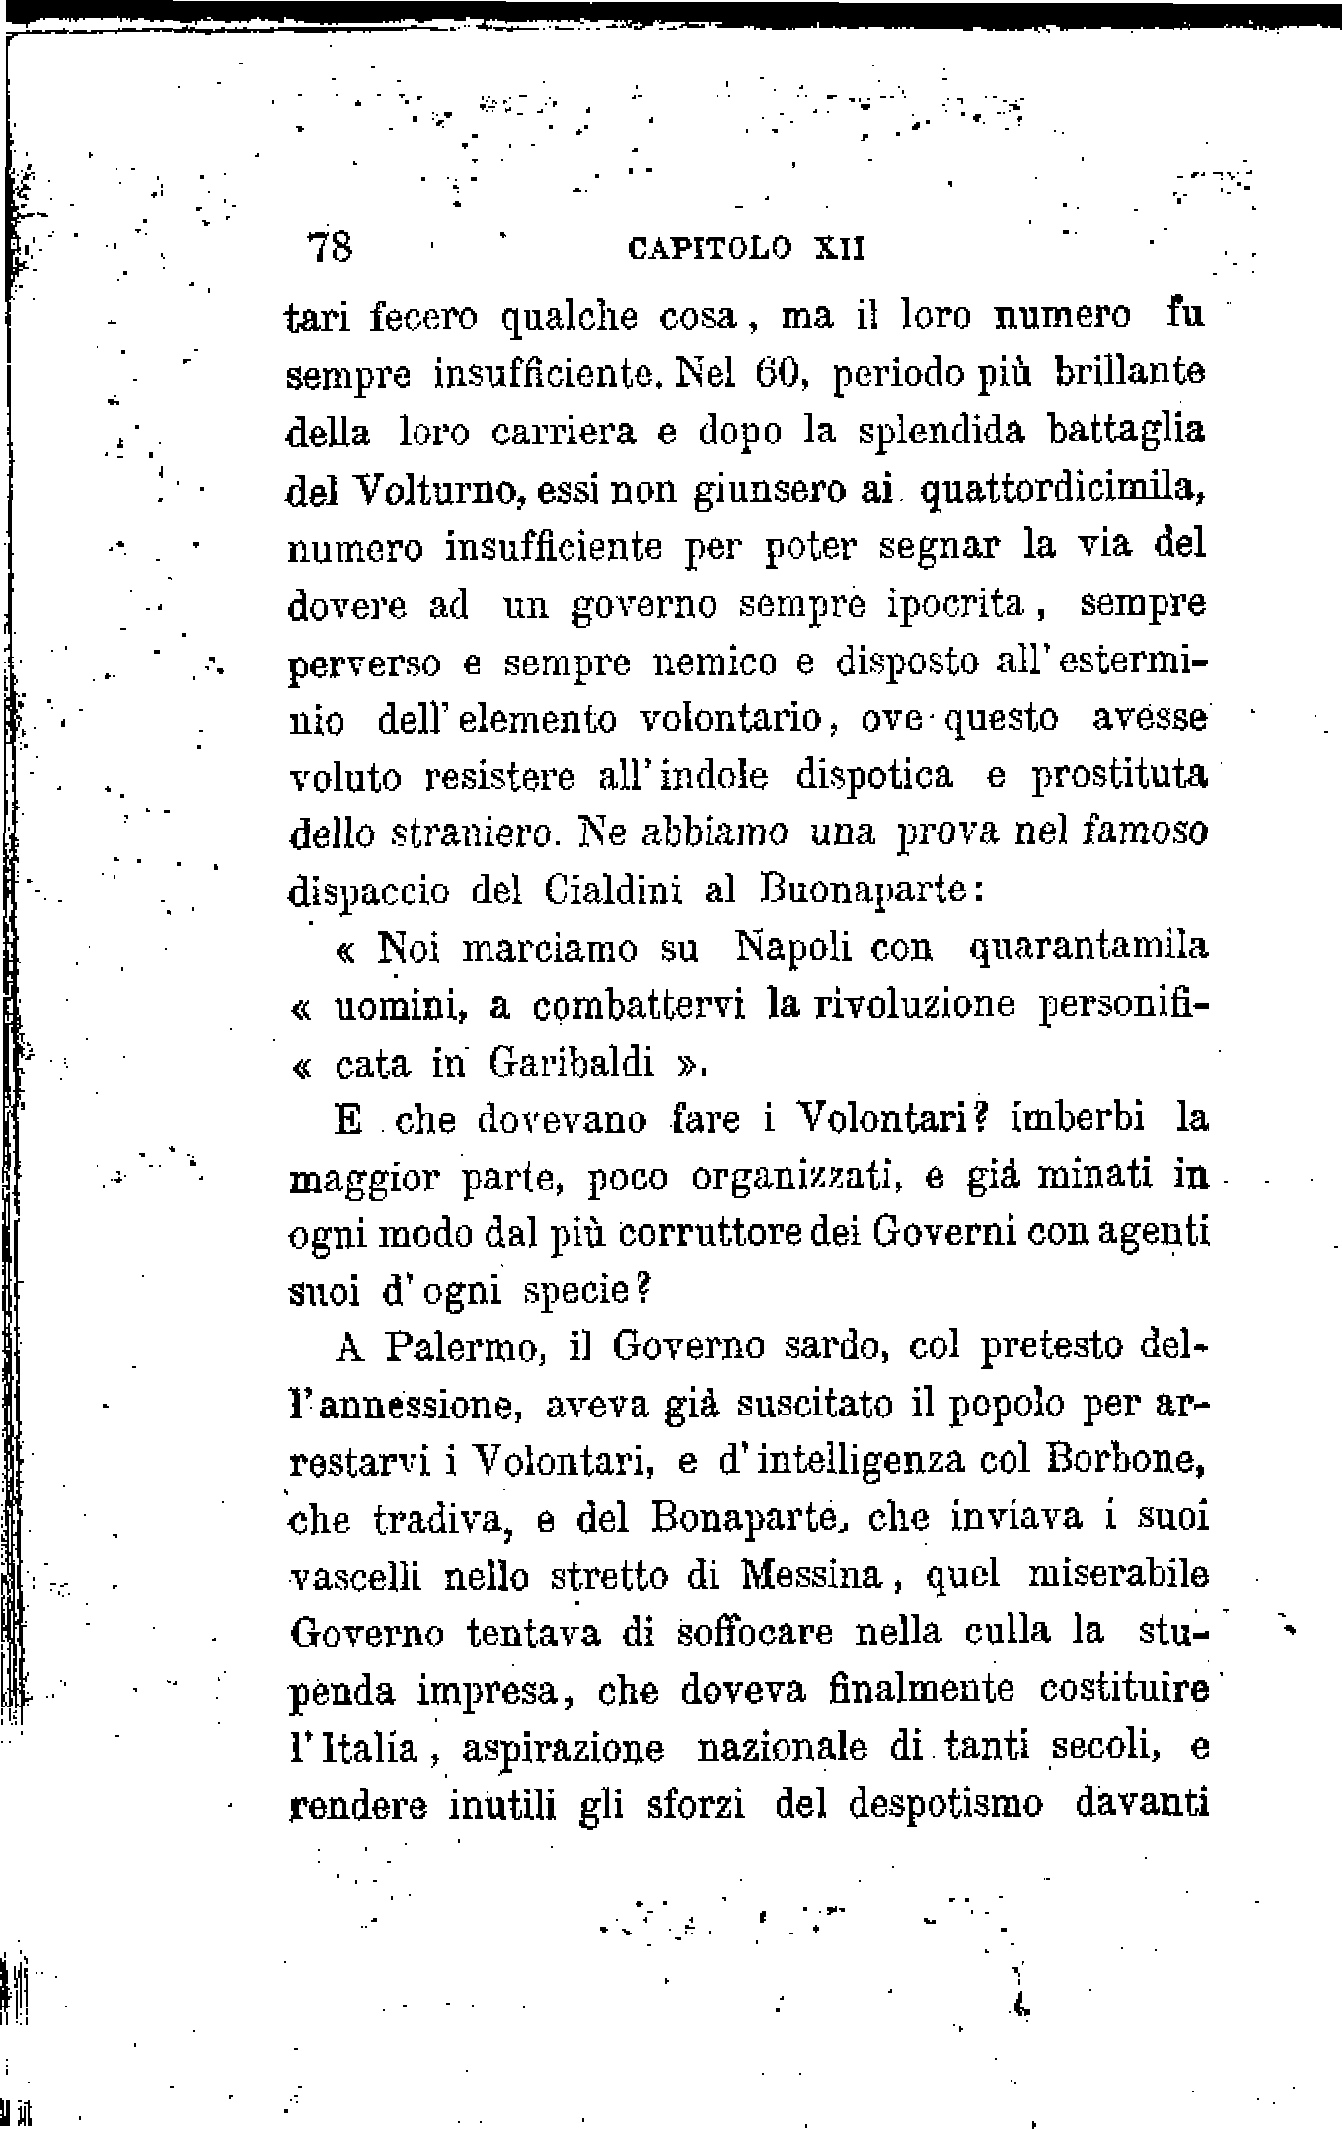 78 CAPITOLO XII
tari fecero qualche cosa, ma il loro numero fu
sempre insufficiente. Nel 60, periodo più brillante
della loro carriera e dopo la splendida battaglia
del Volturno, essi non giunsero ai quattordicimila,
numero insufficiente per poter segnar la via del
dovere ad un governo sempre ipocrita, sempre
perverso e sempre nemico e disposto all'estermi-
nio dell'elemento volontario, ove questo avesse
voluto resistere all'indole dispotica e prostituta
dello straniero. Ne abbiamo una prova nel famoso
dispaccio del Cialdini al Buonaparte:
« Noi marciamo su Napoli con quarantamila
« uomini, a combattervi la rivoluzione personifi-
« cata in Garibaldi ».
E che dovevano fare i Volontari? imberbi la
maggior parte, poco organizzati, e già minati in
ogni modo dal più corruttore dei Governi con agenti
suoi d'ogni specie?
A Palermo, il Governo sardo, col pretesto del-
l'annessione, aveva già suscitato il popolo per ar-
restarvi i Volontari, e d'intelligenza col Borbone,
che tradiva, e del Bonaparte, che inviava i suoi
vascelli nello stretto di Messina, quel miserabile
Governo tentava di soffocare nella culla la stu-
penda impresa, che doveva finalmente costituire
l'Italia, aspirazione nazionale di tanti secoli, e
rendere inutili gli sforzi del despotismo davanti